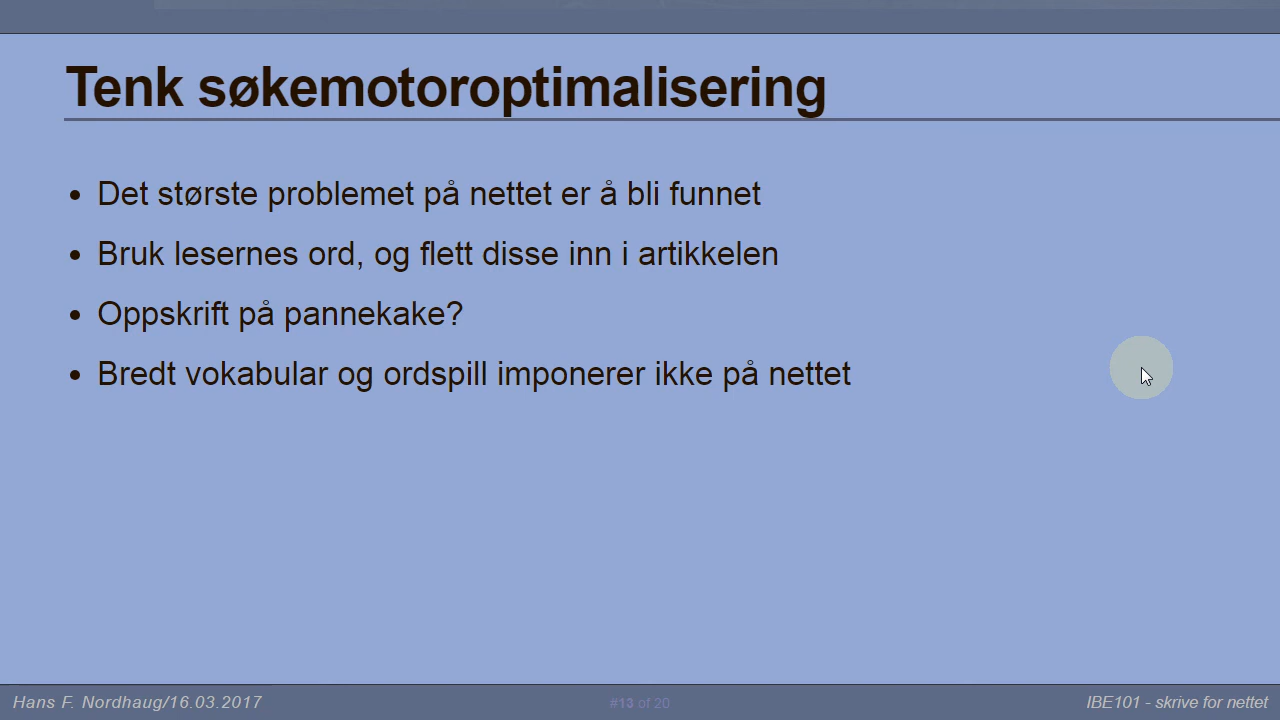 Tenk søkemotoroptimalisering
Det største problemet på nettet er å bli funnet
Bruk lesernes ord, og flett disse inn i artikkelen
Oppskrift på pannekake?
Bredt vokabular og ordspill imponerer ikke på nettet
Hans F. Nordhaug/16.03.2017
#13 of 20
IBE101 - skrive for nettet